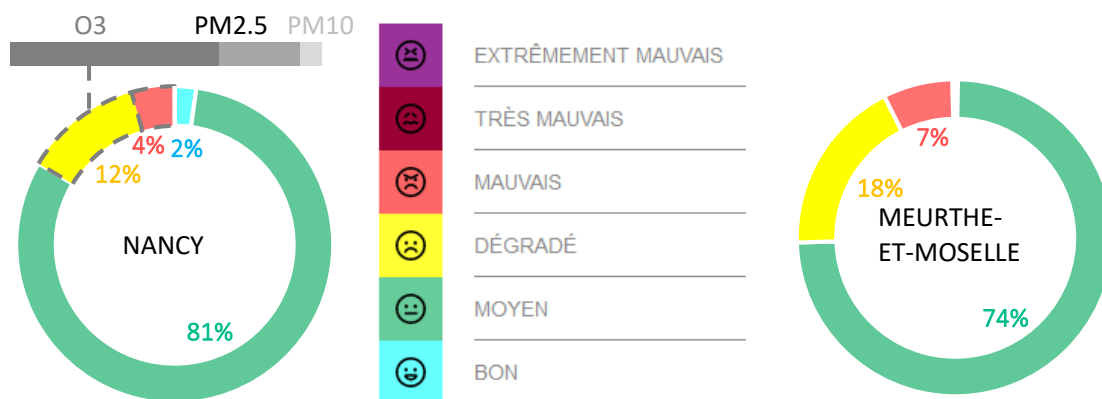 O3
PM2.5
PM10
4%
2%
12%
NANCY
81%
EXTRÊMEMENT MAUVAIS
TRÈS MAUVAIS
MAUVAIS
DÉGRADÉ
MOYEN
BON
7%
18%
MEURTHE-
ET-MOSELLE
74%